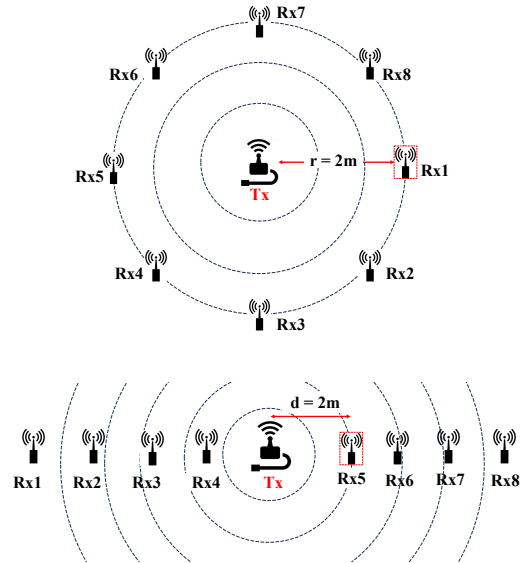 Rx7
Rx6
Rx8
r = 2m
Rx5
Rx1
Tx
Rx4
Rx2
Rx3
d = 2m
Rx1
Rx2
Rx3
Rx4
Tx
Rx5
Rx6
Rx7
Rx8